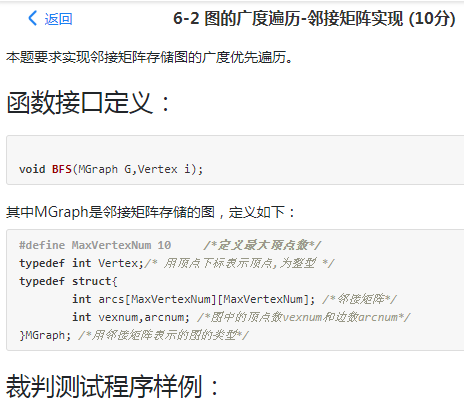 返回
6-2 图的广度遍历-邻接矩阵实现 (10分)
本题要求实现邻接矩阵存储图的广度优先遍历。
函数接口定义：
void BFS(MGraph G,Vertex i);
其中MGraph是邻接矩阵存储的图，定义如下：
#define MaxVertexNum 10 /*定义最大顶点数*/
typedef int Vertex;/* 用顶点下标表示顶点,为整型 */
typedef struct{
int arcs[MaxVertexNum][MaxVertexNum]; /*邻接矩阵*/
int vexnum,arcnum; /*图中的顶点数vexnum和边数arcnum*/
}MGraph; /*用邻接矩阵表示的图的类型*/
裁判测试程序样例：